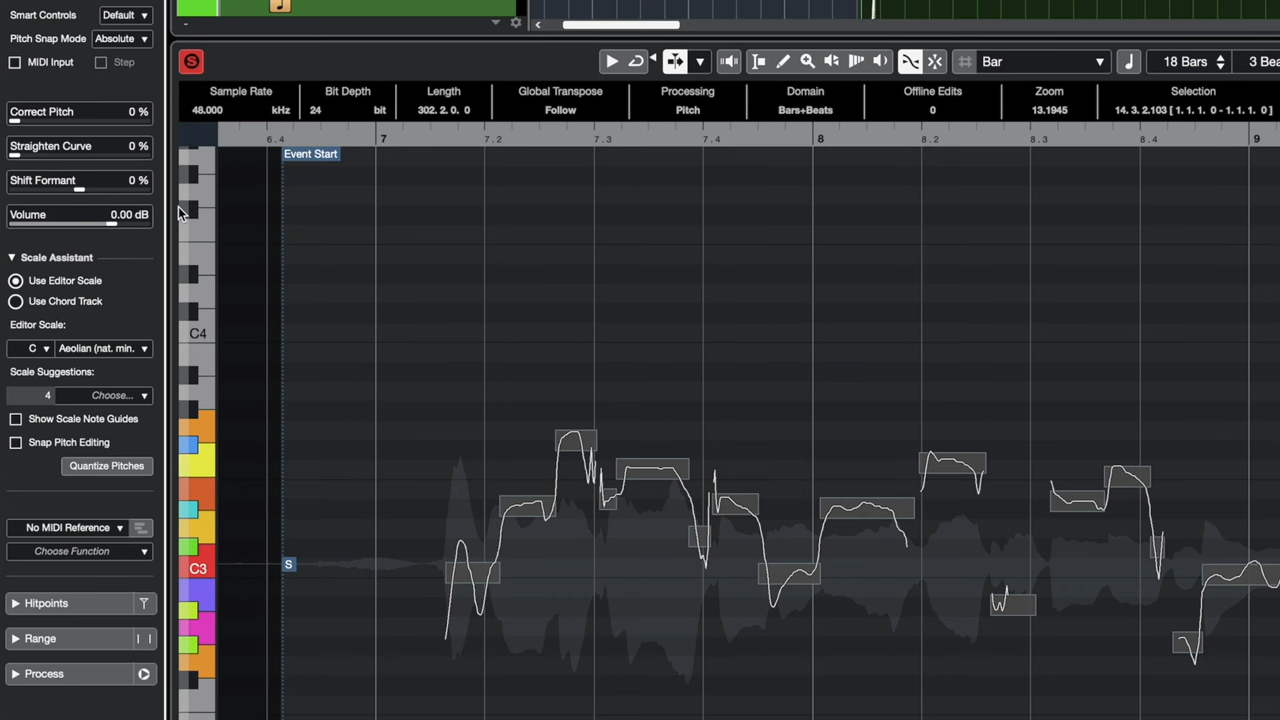 Smart Controls Default
Pitch Snap Mode Absolute
MIDI Input Step
Correct Pitch 0 %
Straighten Curve 0 %
Shift Formant 0 %
Volume 0.00 dB
Scale Assistant
Use Editor Scale
Use Chord Track
Editor Scale:
C Aeolian (nat. min.
Scale Suggestions:
4 Choose...
Show Scale Note Guides
Snap Pitch Editing
Quantize Pitches
No MIDI Reference
Choose Function
Hitpoints
Range
Process
S Bar 18 Bars 3 Bea
Sample Rate Bit Depth Length Global Transpose Processing Domain Offline Edits Zoom Selection
48.000 kHz 24 bit 302. 2. 0. 0 Follow Pitch Bars+Beats 0 13.1945 14. 3. 2.103 [ 1. 1. 1. 0 - 1. 1. 1. 0 ]
6.4 7 7.2 7.3 7.4 8 8.2 8.3 8.4 9
Event Start
C4
C3
S